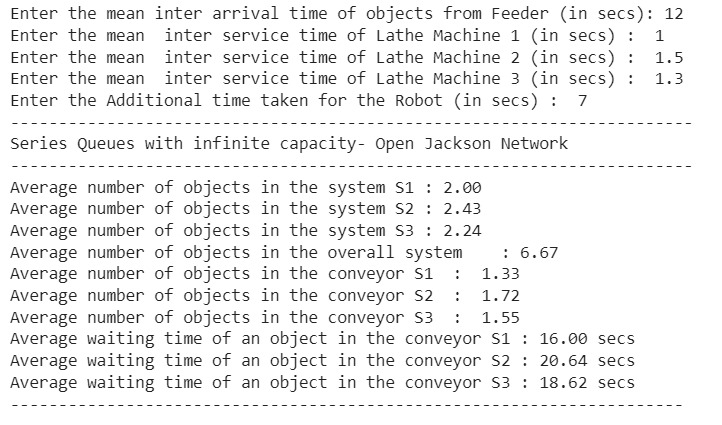 Enter the mean inter arrival time of objects from Feeder (in secs): 12
Enter the mean  inter service time of Lathe Machine 1 (in secs) :  1
Enter the mean  inter service time of Lathe Machine 2 (in secs) :  1.5
Enter the mean  inter service time of Lathe Machine 3 (in secs) :  1.3
Enter the Additional time taken for the Robot (in secs) :  7
-----------------------------------------------------------------------
Series Queues with infinite capacity- Open Jackson Network
-----------------------------------------------------------------------
Average number of objects in the system S1 : 2.00
Average number of objects in the system S2 : 2.43
Average number of objects in the system S3 : 2.24
Average number of objects in the overall system    : 6.67
Average number of objects in the conveyor S1  :  1.33
Average number of objects in the conveyor S2  :  1.72
Average number of objects in the conveyor S3  :  1.55
Average waiting time of an object in the conveyor S1 : 16.00 secs
Average waiting time of an object in the conveyor S2 : 20.64 secs
Average waiting time of an object in the conveyor S3 : 18.62 secs
----------------------------------------------------------------------